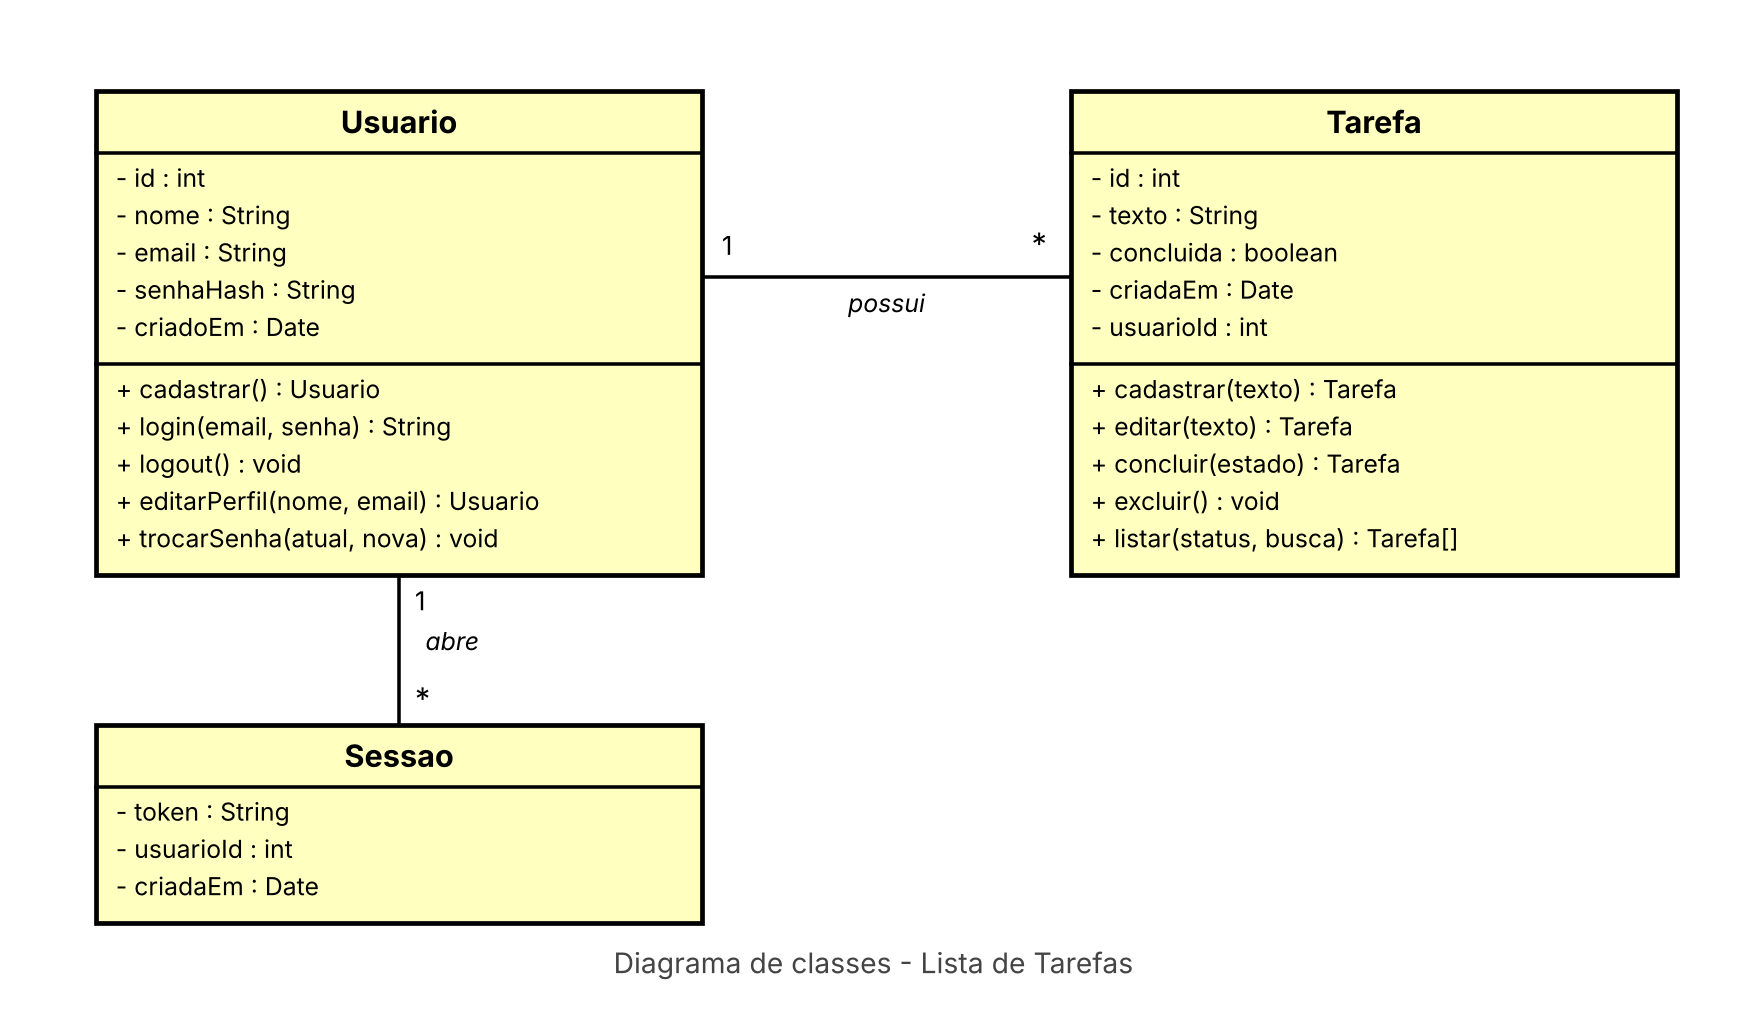 Usuario
- id : int
- nome : String
- email : String
- senhaHash : String
- criadoEm : Date
+ cadastrar() : Usuario
+ login(email, senha) : String
+ logout() : void
+ editarPerfil(nome, email) : Usuario
+ trocarSenha(atual, nova) : void
1
*
possui
Tarefa
- id : int
- texto : String
- concluida : boolean
- criadaEm : Date
- usuarioId : int
+ cadastrar(texto) : Tarefa
+ editar(texto) : Tarefa
+ concluir(estado) : Tarefa
+ excluir() : void
+ listar(status, busca) : Tarefa[]
1
abre
*
Sessao
- token : String
- usuarioId : int
- criadaEm : Date
Diagrama de classes - Lista de Tarefas